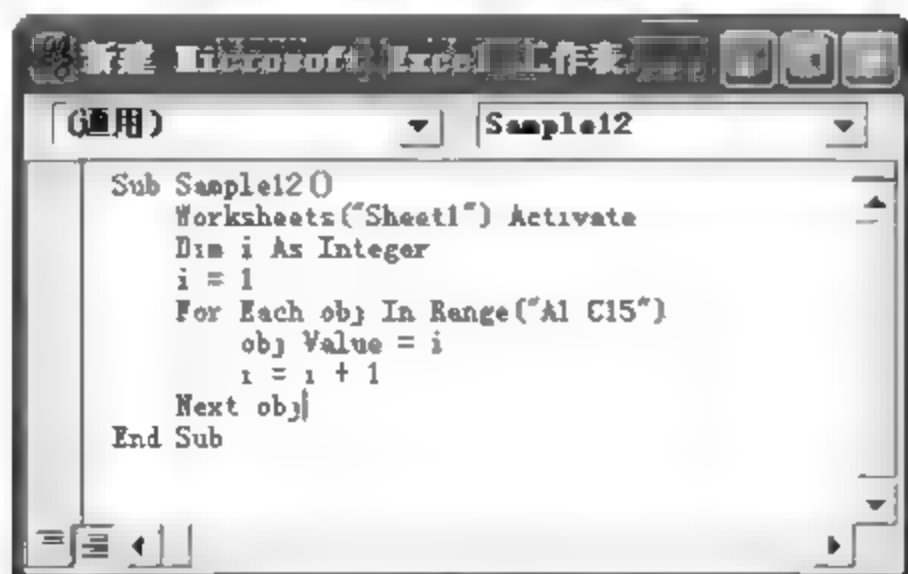 新建 Microsoft Excel 工作表
(通用)
Sample12
Sub Sample12()
Worksheets("Sheet1") Activate
Dim i As Integer
i = 1
For Each obj In Range("A1 C15")
obj Value = i
i = i + 1
Next obj
End Sub